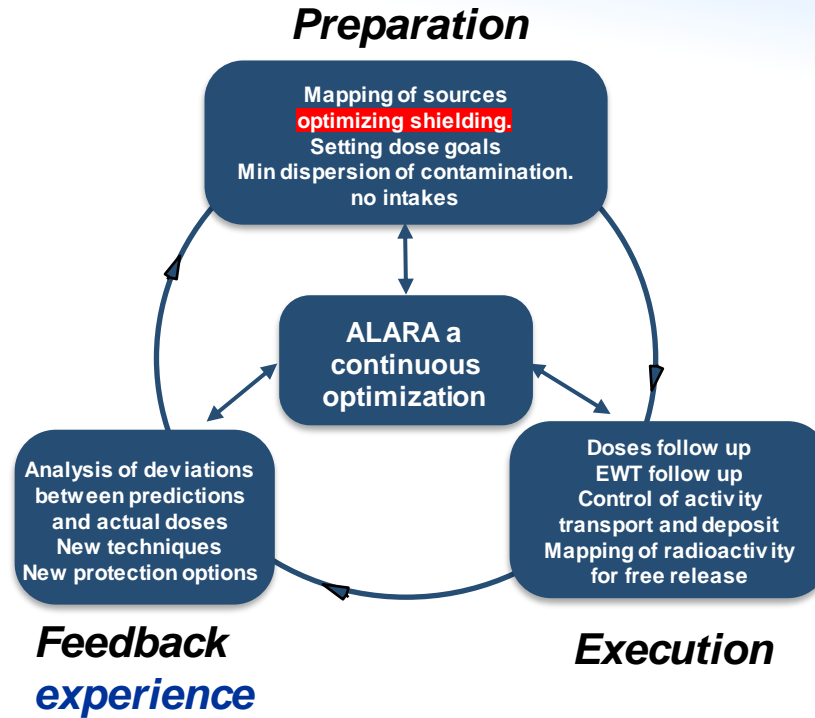 Preparation
Mapping of sources
optimizing shielding.
Setting dose goals
Min dispersion of contamination.
no intakes
ALARA a
continuous
optimization
Doses follow up
EWT follow up
Control of activity
transport and deposit
Mapping of radioactivity
for free release
Execution
Analysis of deviations
between predictions
and actual doses
New techniques
New protection options
Feedback
experience